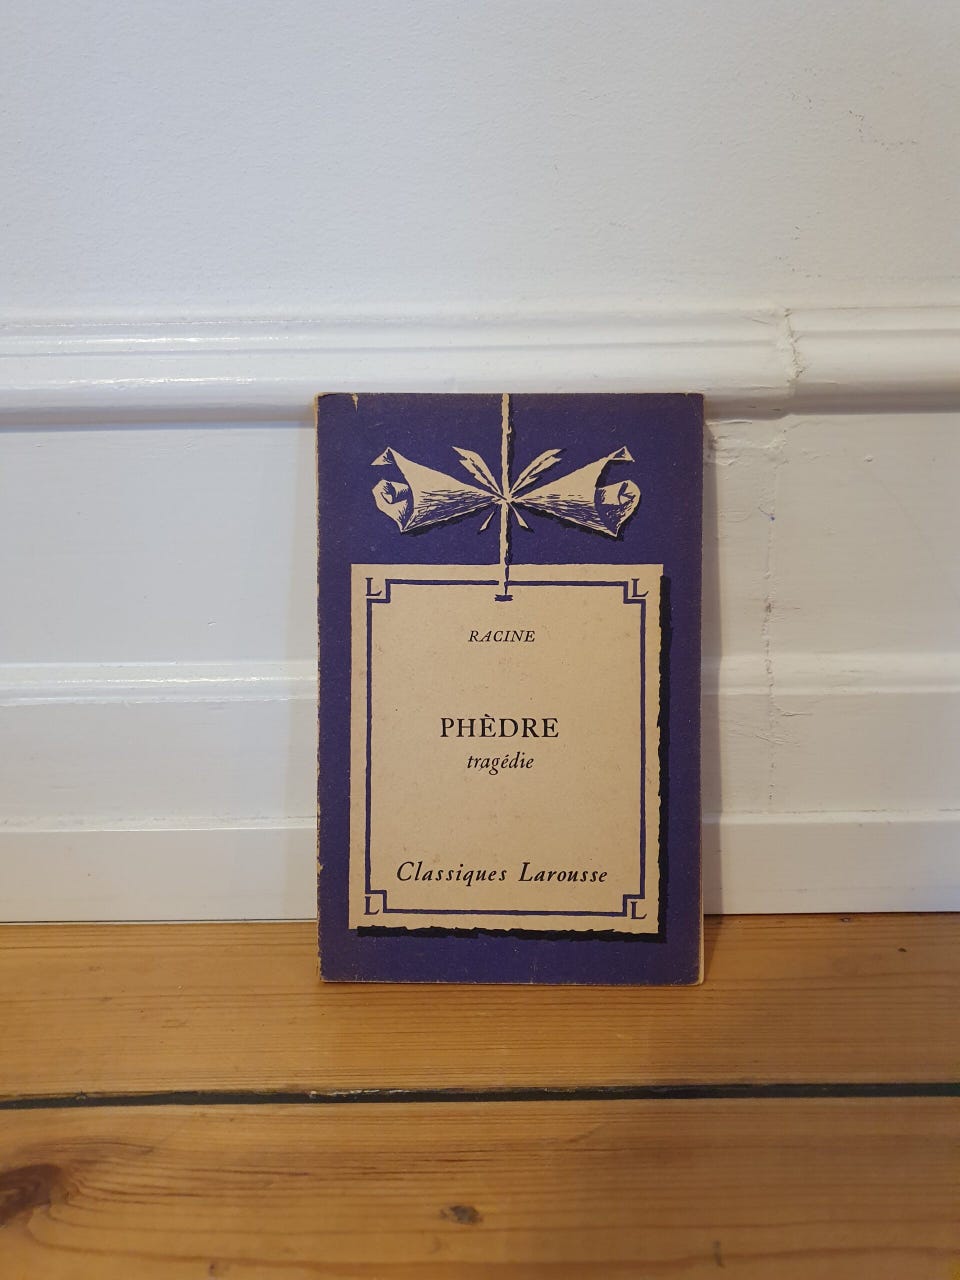 L L
RACINE
PHÈDRE
tragédie
Classiques Larousse
L L